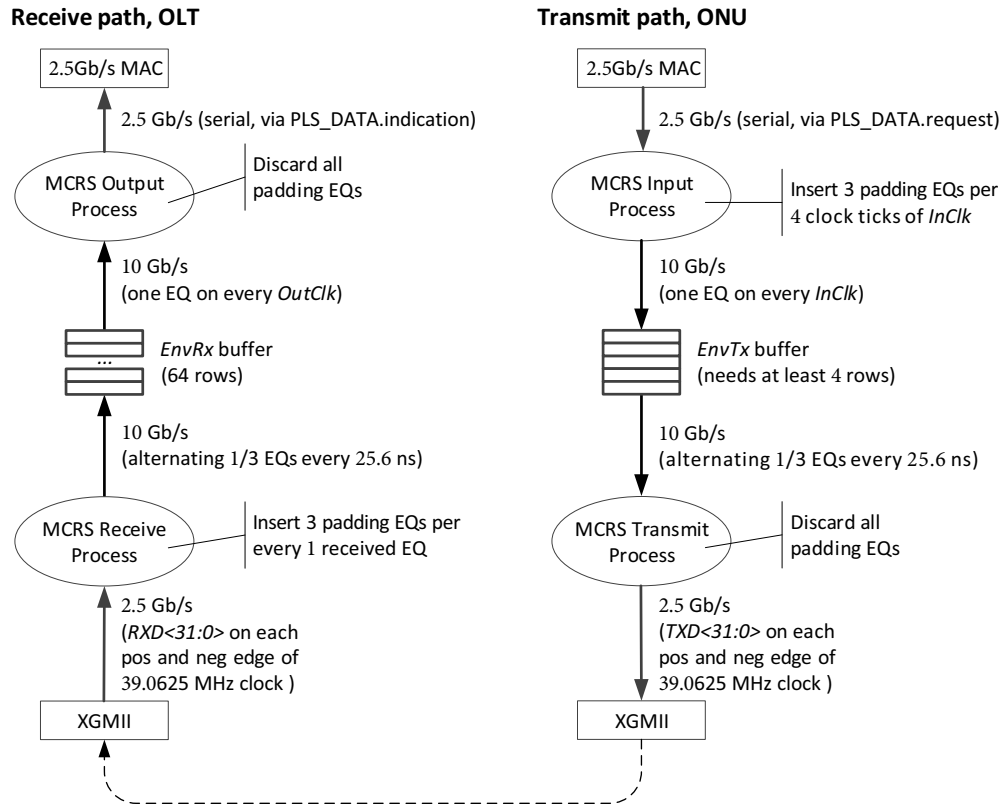 Receive path, OLT
2.5Gb/s MAC
2.5 Gb/s (serial, via PLS_DATA.indication)
MCRS Output
Process
Discard all
padding EQs
10 Gb/s
(one EQ on every OutClk)
...
EnvRx buffer
(64 rows)
10 Gb/s
(alternating 1/3 EQs every 25.6 ns)
MCRS Receive
Process
Insert 3 padding EQs per
every 1 received EQ
2.5 Gb/s
(RXD<31:0> on each
pos and neg edge of
39.0625 MHz clock )
XGMII
Transmit path, ONU
2.5Gb/s MAC
2.5 Gb/s (serial, via PLS_DATA.request)
MCRS Input
Process
Insert 3 padding EQs per
4 clock ticks of InClk
10 Gb/s
(one EQ on every InClk)
EnvTx buffer
(needs at least 4 rows)
10 Gb/s
(alternating 1/3 EQs every 25.6 ns)
MCRS Transmit
Process
Discard all
padding EQs
2.5 Gb/s
(TXD<31:0> on each
pos and neg edge of
39.0625 MHz clock )
XGMII